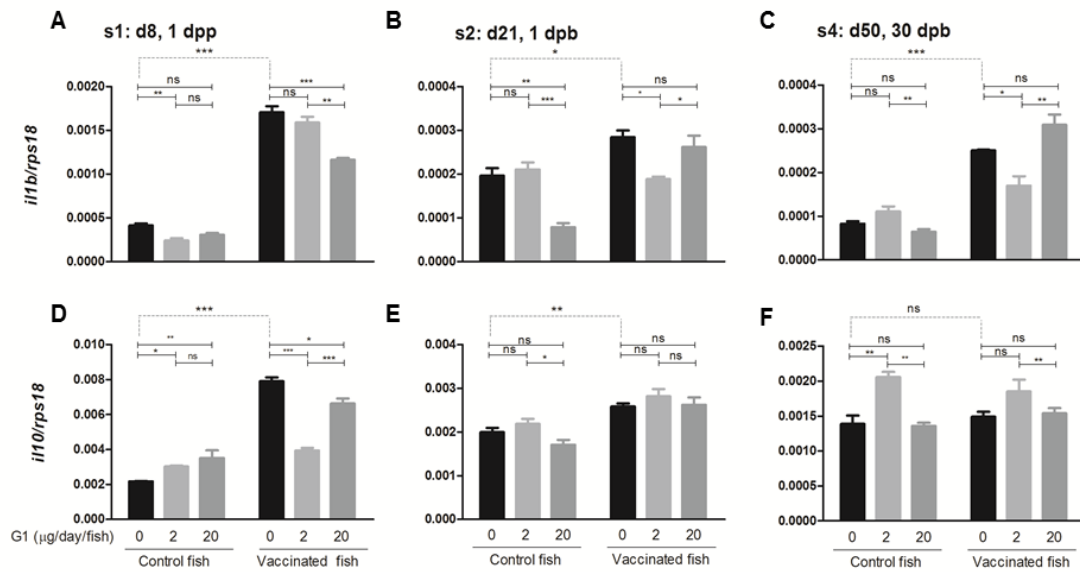 A
s1: d8, 1 dpp
***
ns
***
**
ns
ns
**
il1b/rps18
0.0020
0.0015
0.0010
0.0005
0.0000
B
s2: d21, 1 dpb
*
**
ns
ns
***
*
*
0.0004
0.0003
0.0002
0.0001
0.0000
C
s4: d50, 30 dpb
***
ns
ns
ns
**
*
**
0.0004
0.0003
0.0002
0.0001
0.0000
D
***
**
*
*
ns
***
***
il10/rps18
0.010
0.008
0.006
0.004
0.002
0.000
E
**
ns
ns
ns
*
ns
ns
0.004
0.003
0.002
0.001
0.000
F
ns
ns
ns
**
**
ns
**
0.0025
0.0020
0.0015
0.0010
0.0005
0.0000
G1 (μg/day/fish)
0 2 20 0 2 20
Control fish Vaccinated fish
0 2 20 0 2 20
Control fish Vaccinated fish
0 2 20 0 2 20
Control fish Vaccinated fish